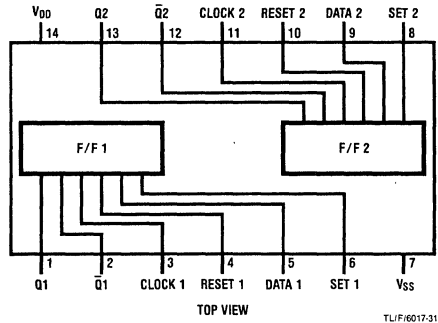 VDD Q2 Q̅2 CLOCK 2 RESET 2 DATA 2 SET 2
14 13 12 11 10 9 8
F/F 1 F/F 2
1 2 3 4 5 6 7
Q1 Q̅1 CLOCK 1 RESET 1 DATA 1 SET 1 VSS
TOP VIEW
TL/F/6017-31